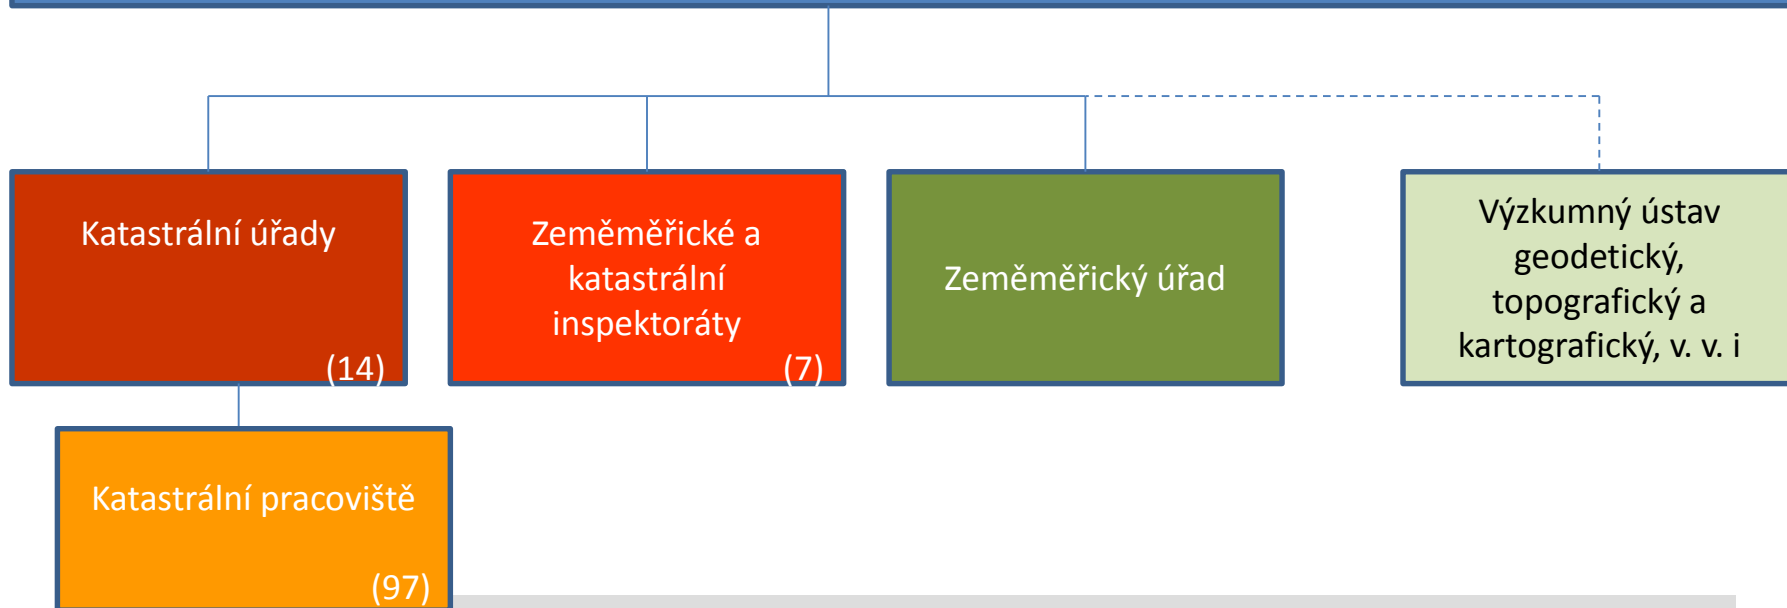 Katastrální úřady
(14)
Zeměměřické a
katastrální
inspektoráty
(7)
Zeměměřický úřad
Výzkumný ústav
geodetický,
topografický a
kartografický, v. v. i
Katastrální pracoviště
(97)